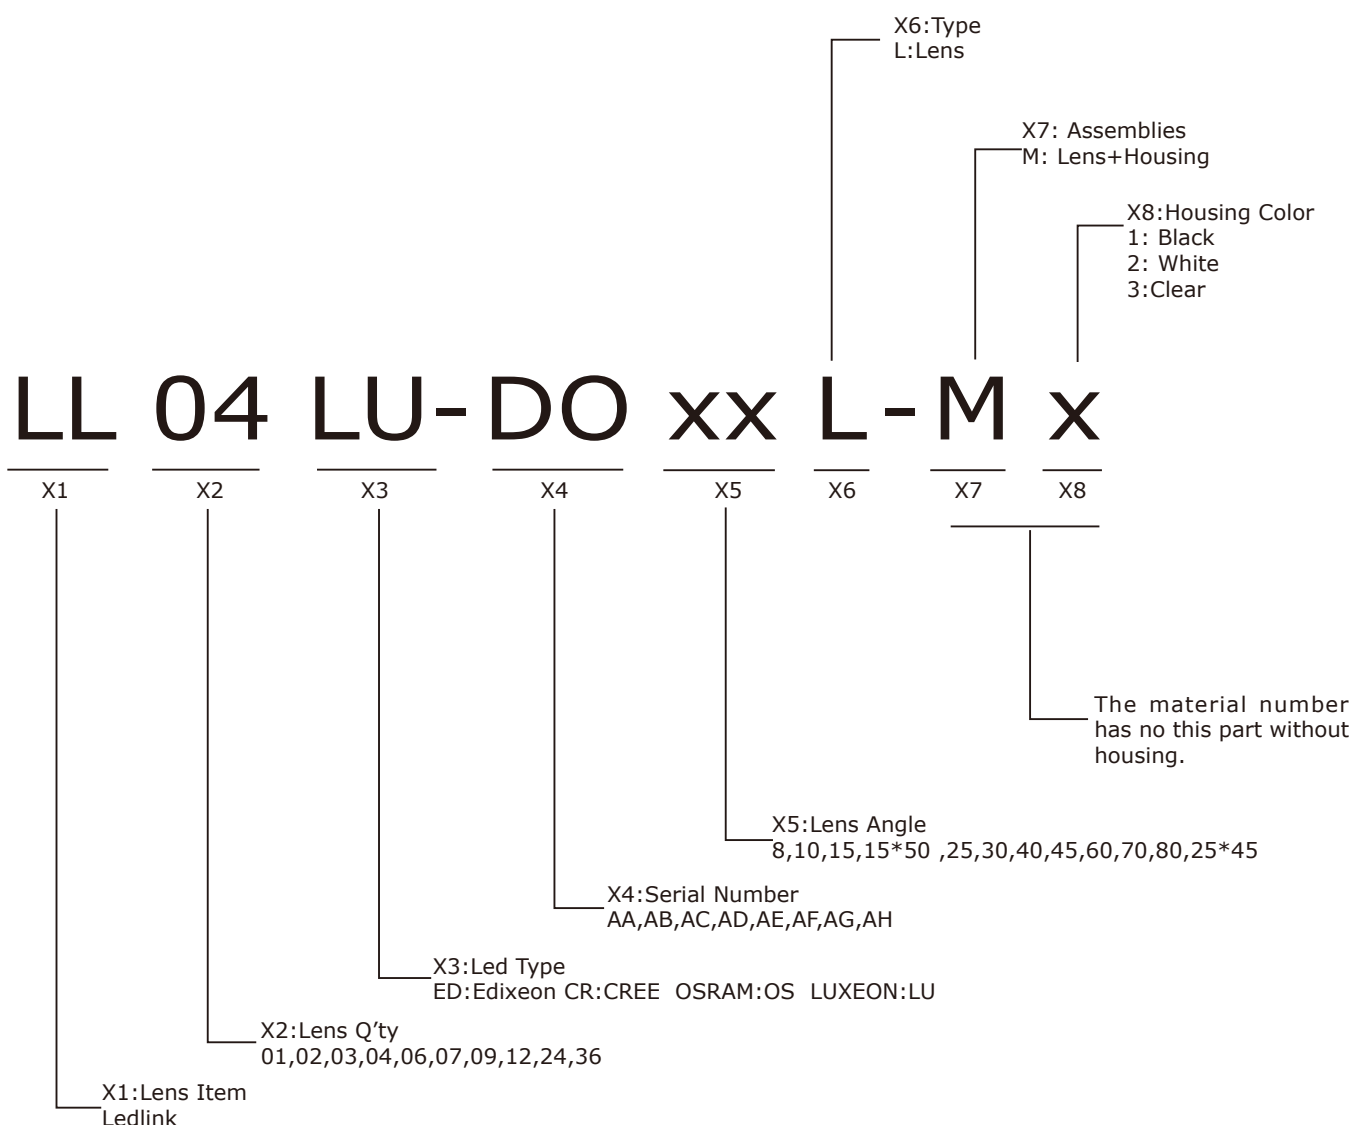 X6:Type
L:Lens
X7: Assemblies
M: Lens+Housing
X8:Housing Color
1: Black
2: White
3:Clear
LL 04 LU-DO xx L-M x
X1 X2 X3 X4 X5 X6 X7 X8
The material number
has no this part without
housing.
X5:Lens Angle
8,10,15,15*50 ,25,30,40,45,60,70,80,25*45
X4:Serial Number
AA,AB,AC,AD,AE,AF,AG,AH
X3:Led Type
ED:Edixeon CR:CREE OSRAM:OS LUXEON:LU
X2:Lens Q’ty
01,02,03,04,06,07,09,12,24,36
X1:Lens Item
Ledlink